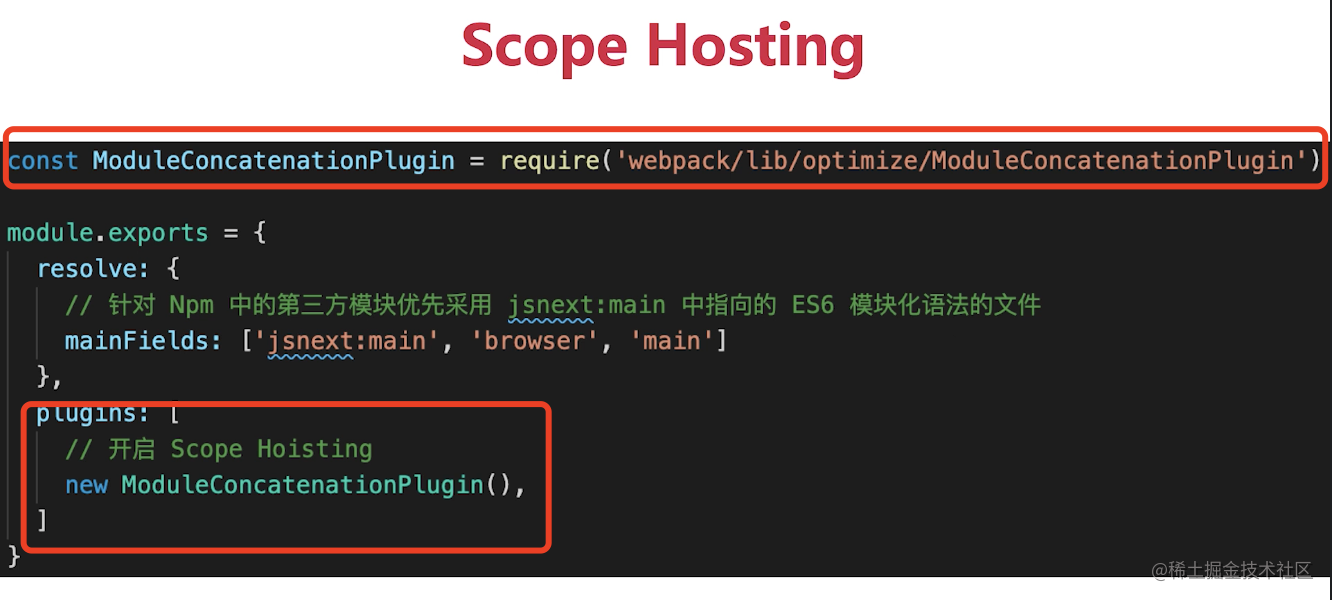 Scope Hosting
const ModuleConcatenationPlugin = require('webpack/lib/optimize/ModuleConcatenationPlugin')
module.exports = {
resolve: {
// 针对 Npm 中的第三方模块优先采用 jsnext:main 中指向的 ES6 模块化语法的文件
mainFields: ['jsnext:main', 'browser', 'main']
},
plugins: [
// 开启 Scope Hoisting
new ModuleConcatenationPlugin(),
]
}
@稀土掘金技术社区